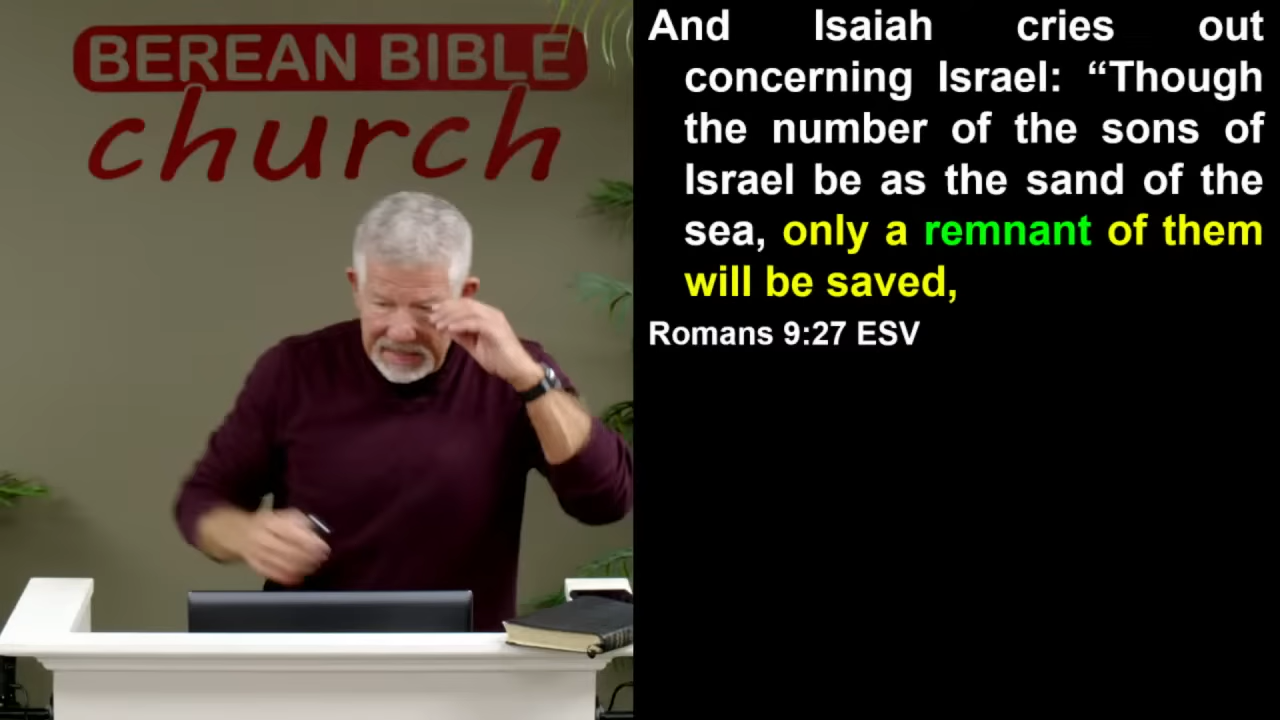 BEREAN BIBLE
church
And Isaiah cries out
concerning Israel: “Though
the number of the sons of
Israel be as the sand of the
sea, only a remnant of them
will be saved,
Romans 9:27 ESV